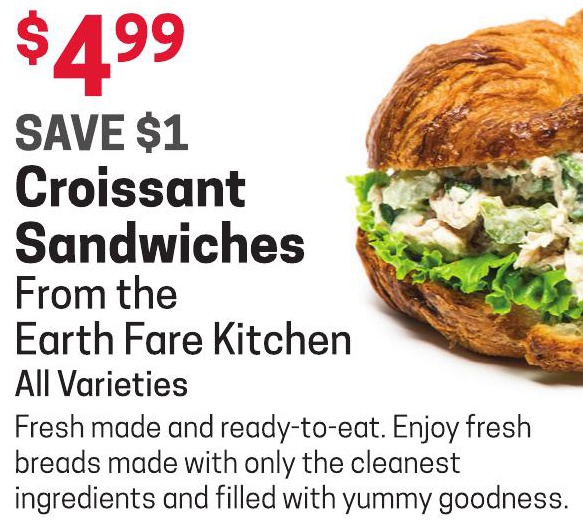 $4.99
SAVE $1
Croissant
Sandwiches
From the
Earth Fare Kitchen
All Varieties
Fresh made and ready-to-eat. Enjoy fresh
breads made with only the cleanest
ingredients and filled with yummy goodness.